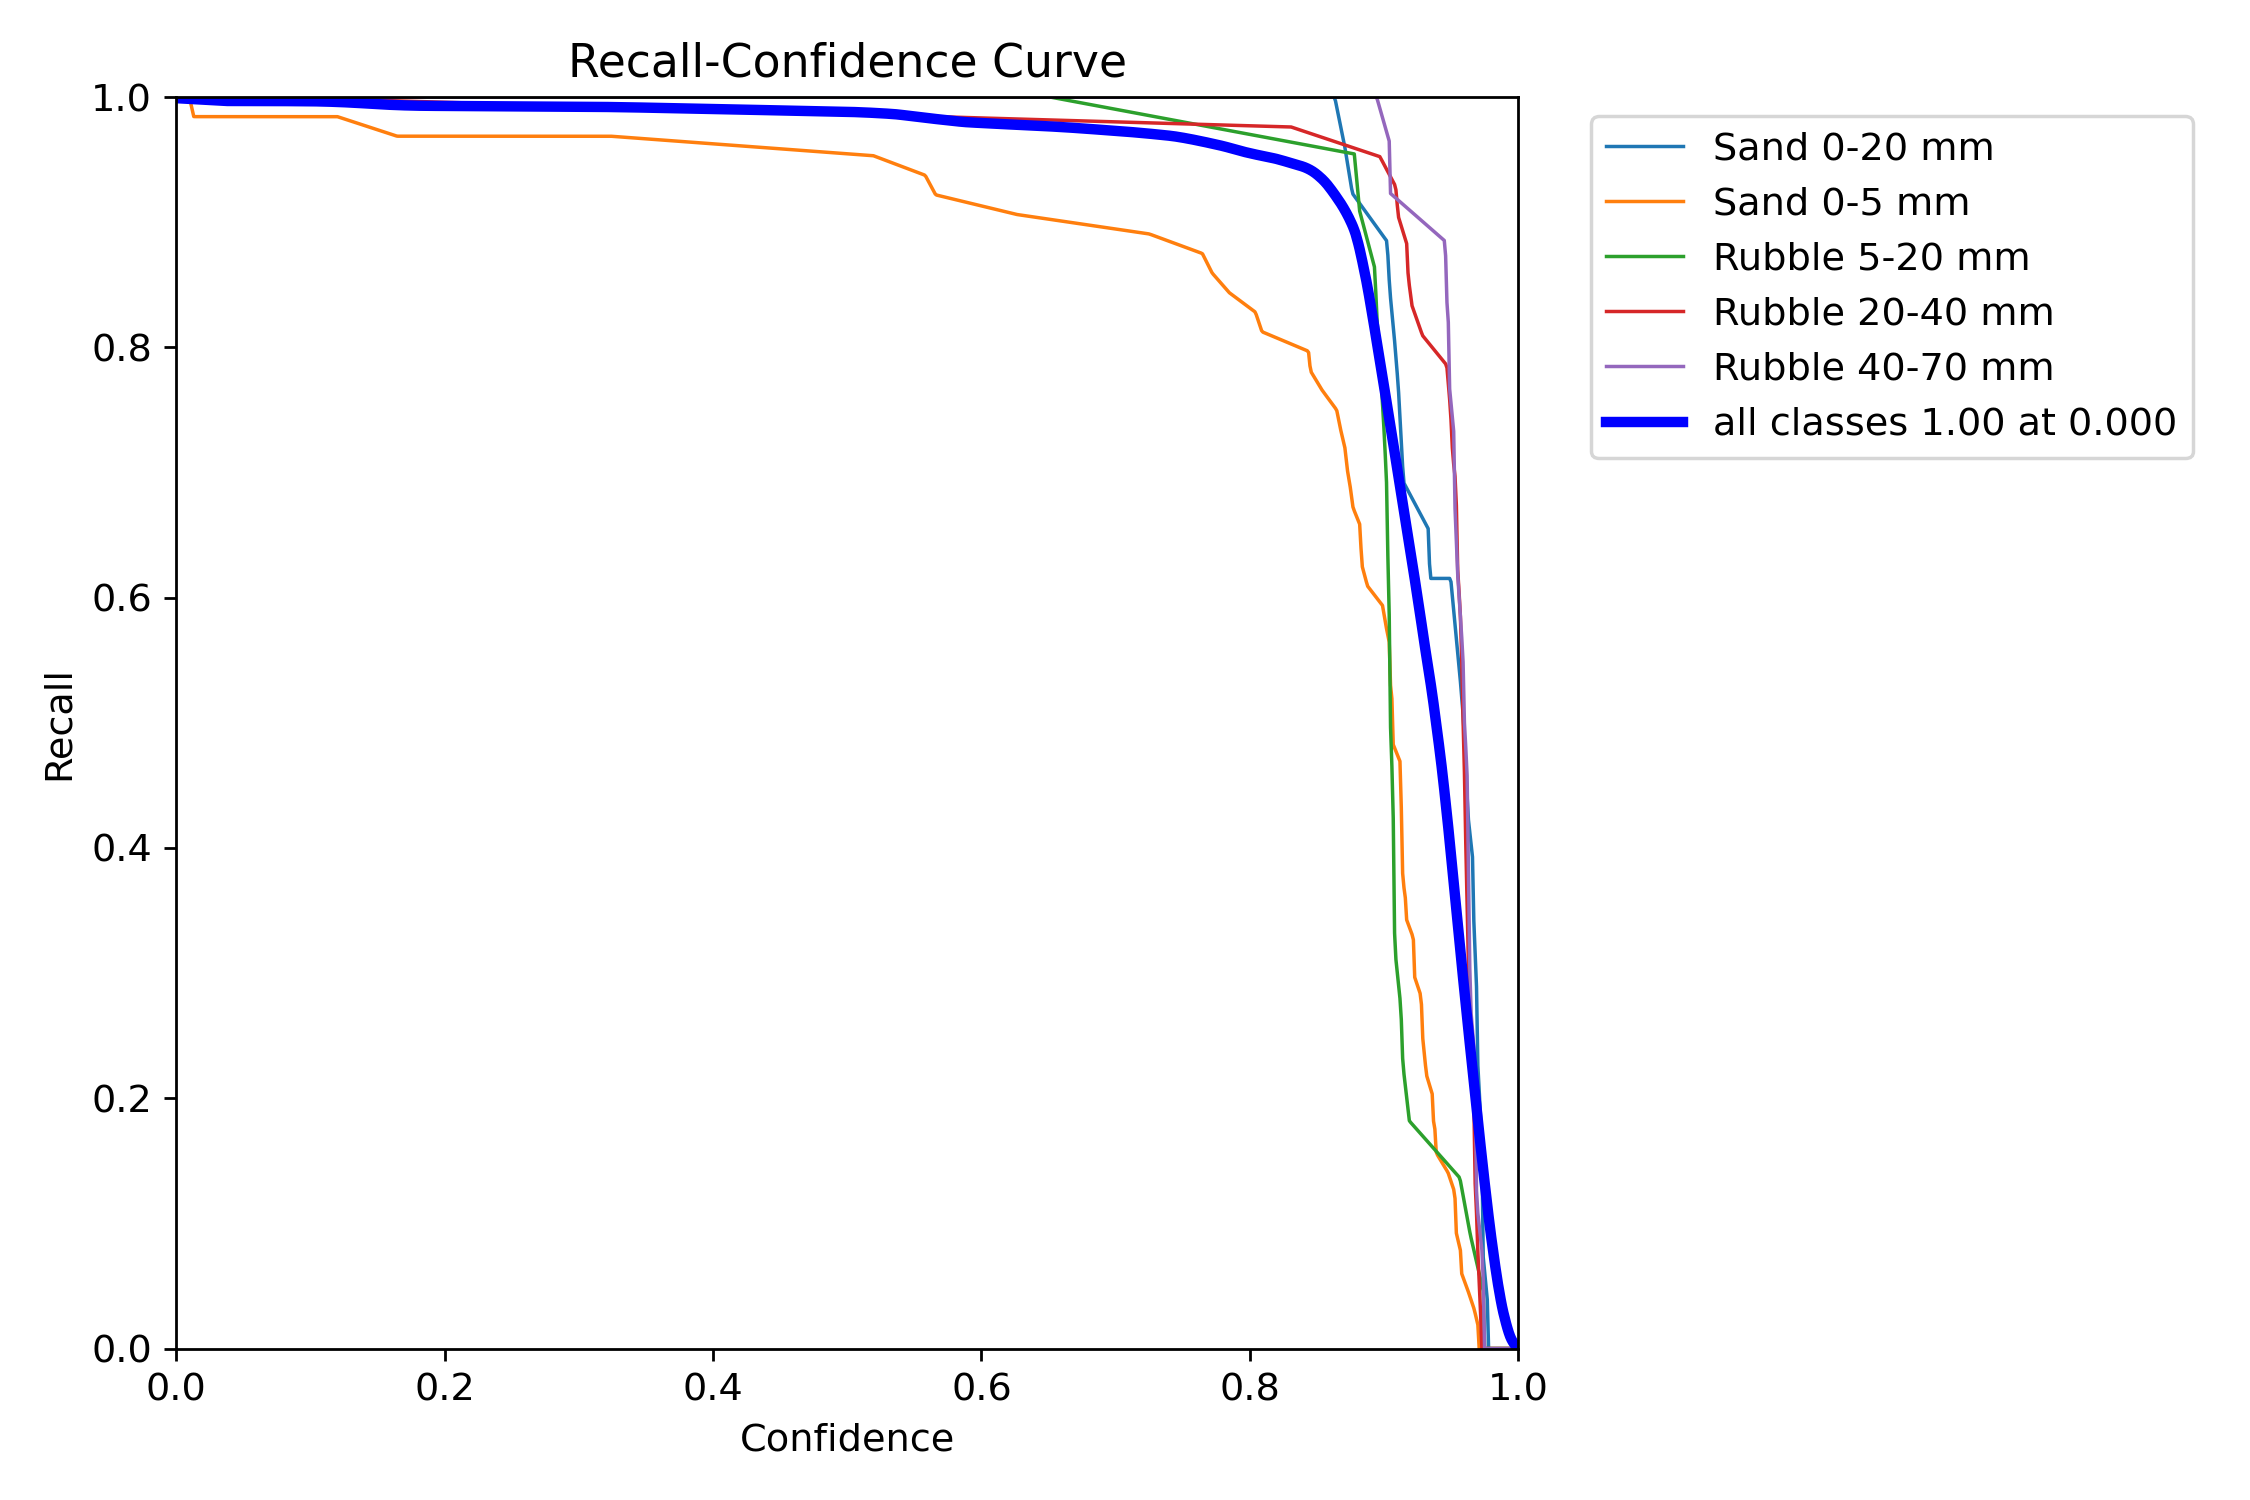 Recall-Confidence Curve
1.0
0.8
0.6
0.4
0.2
0.0
Recall
0.0 0.2 0.4 0.6 0.8 1.0
Confidence
Sand 0-20 mm
Sand 0-5 mm
Rubble 5-20 mm
Rubble 20-40 mm
Rubble 40-70 mm
all classes 1.00 at 0.000